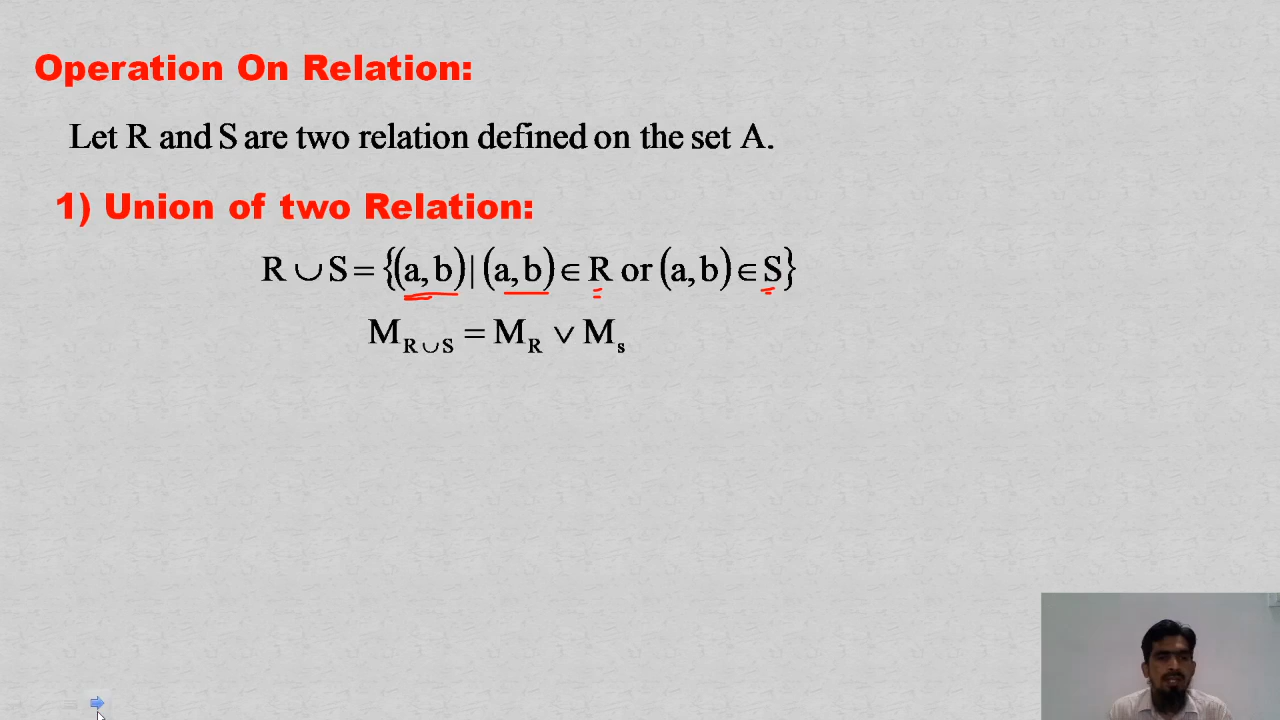 Operation On Relation:
Let R and S are two relation defined on the set A.
1) Union of two Relation:
R ∪ S = {(a,b) | (a,b) ∈ R or (a,b) ∈ S}
M_{R∪S} = M_R ∨ M_s